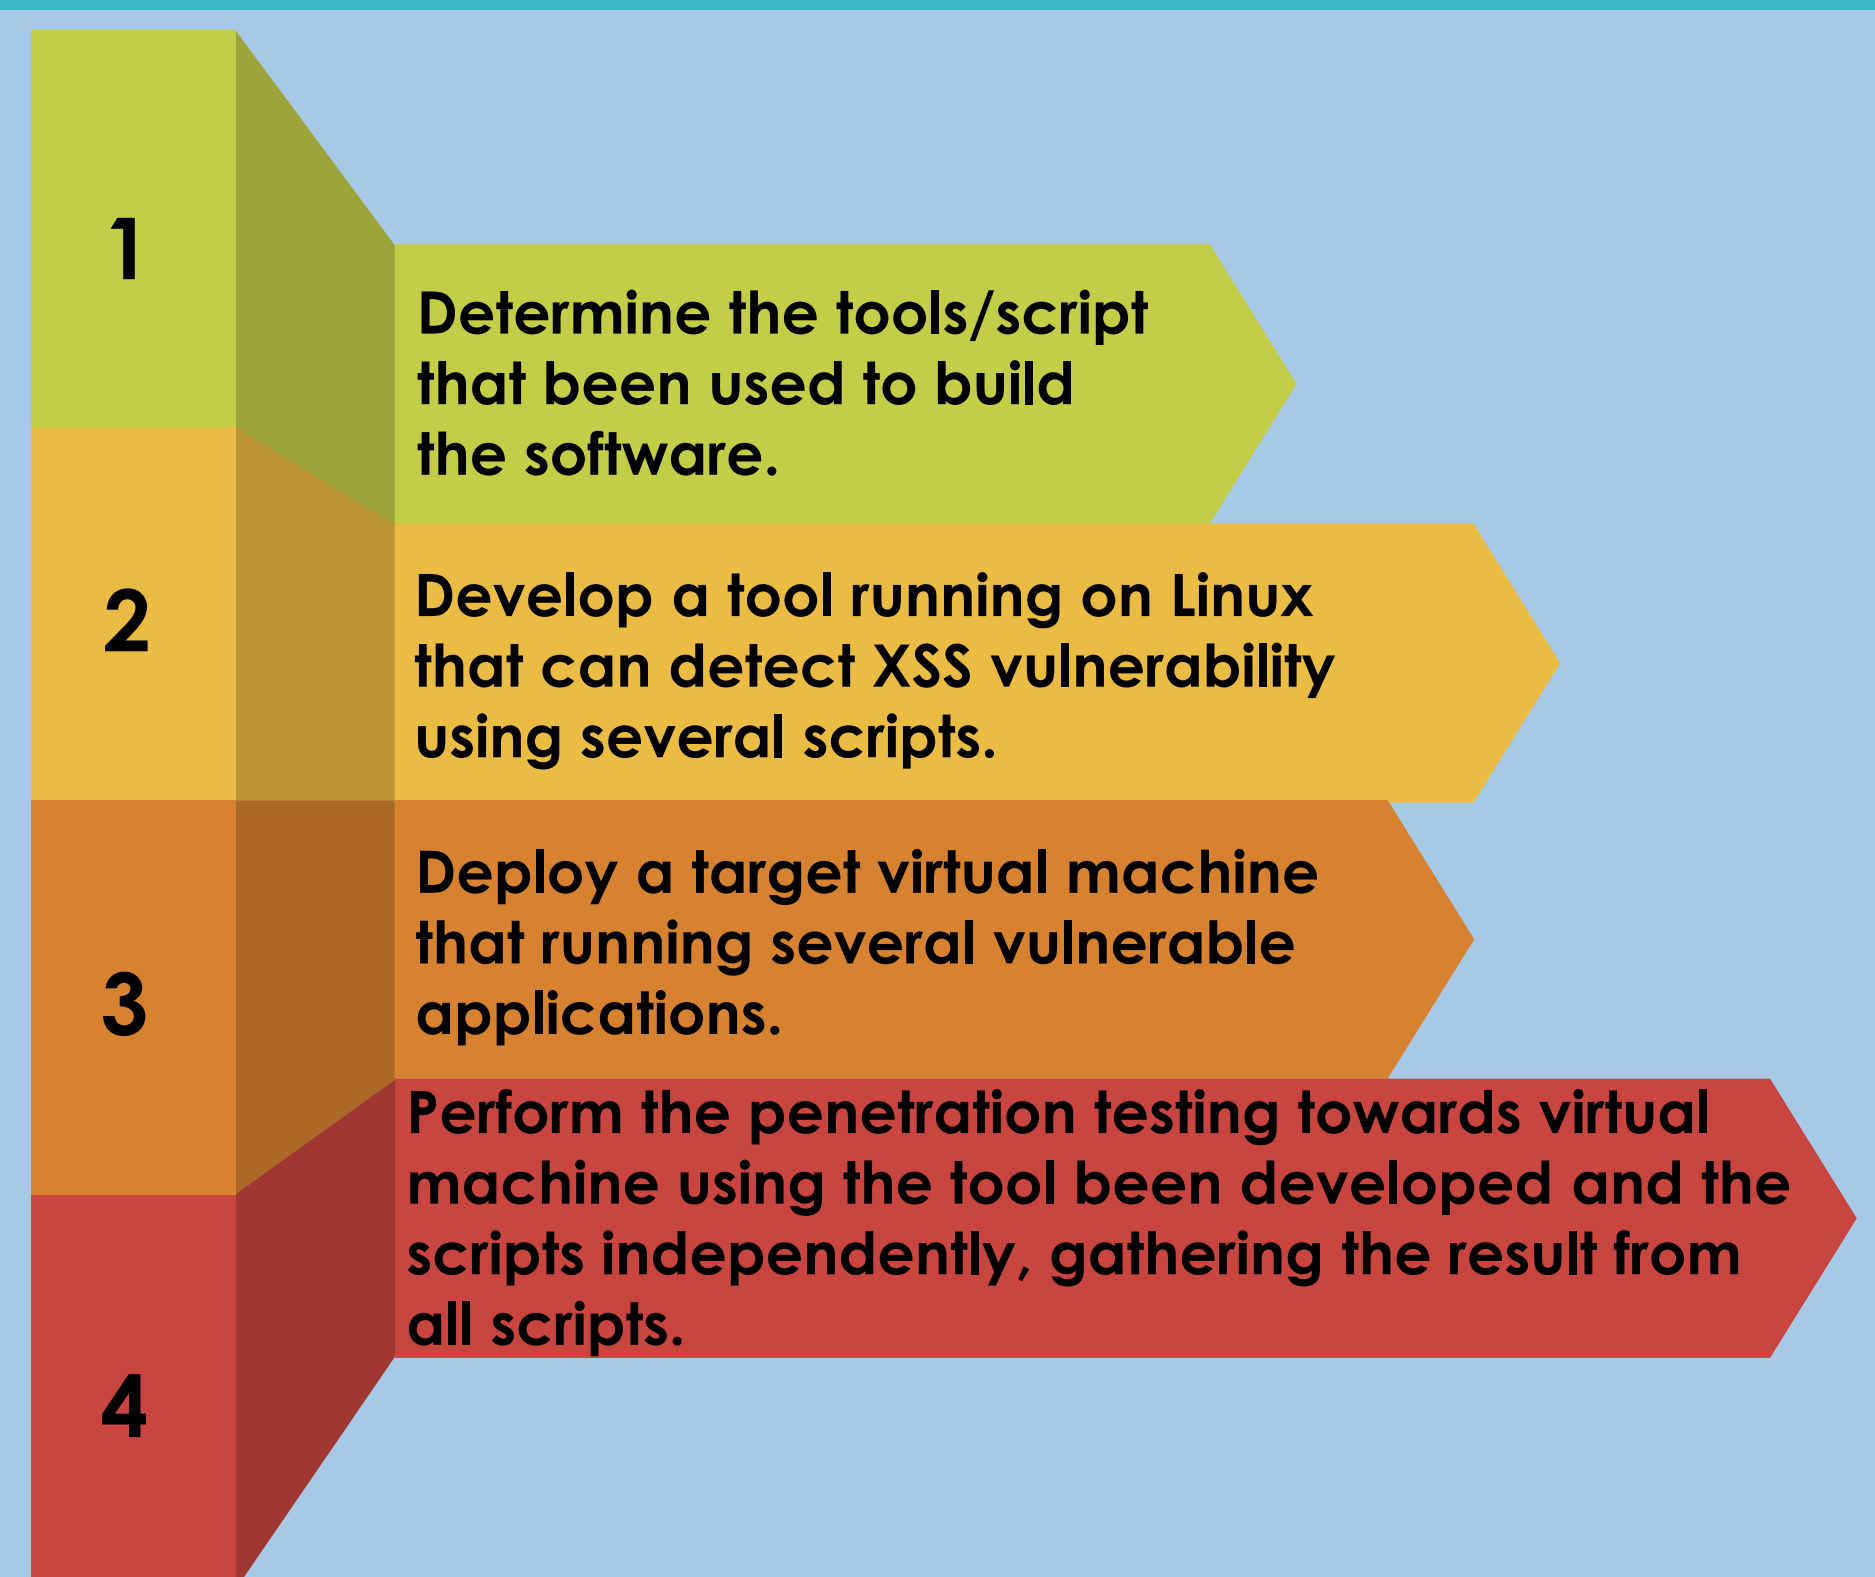 1
Determine the tools/script
that been used to build
the software.
2
Develop a tool running on Linux
that can detect XSS vulnerability
using several scripts.
3
Deploy a target virtual machine
that running several vulnerable
applications.
4
Perform the penetration testing towards virtual
machine using the tool been developed and the
scripts independently, gathering the result from
all scripts.